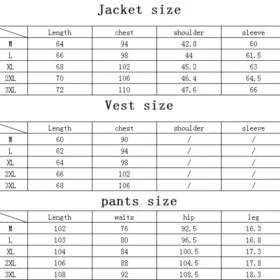 Jacket size
Length chest shoulder sleeve
M 64 94 42.8 60
L 66 98 44 61.5
XL 68 102 45.2 63
2XL 70 106 46.4 64.5
3XL 72 110 47.6 66
Vest size
Length chest shoulder sleeve
M 60 90 / /
L 62 94 / /
XL 64 98 / /
2XL 66 102 / /
3XL 68 106 / /
pants size
Length waits hip leg
M 102 76 92.5 16.3
L 103 80 96.5 16.8
XL 104 84 100.5 17.3
2XL 106 88 104.5 17.8
3XL 108 92 108.5 18.3